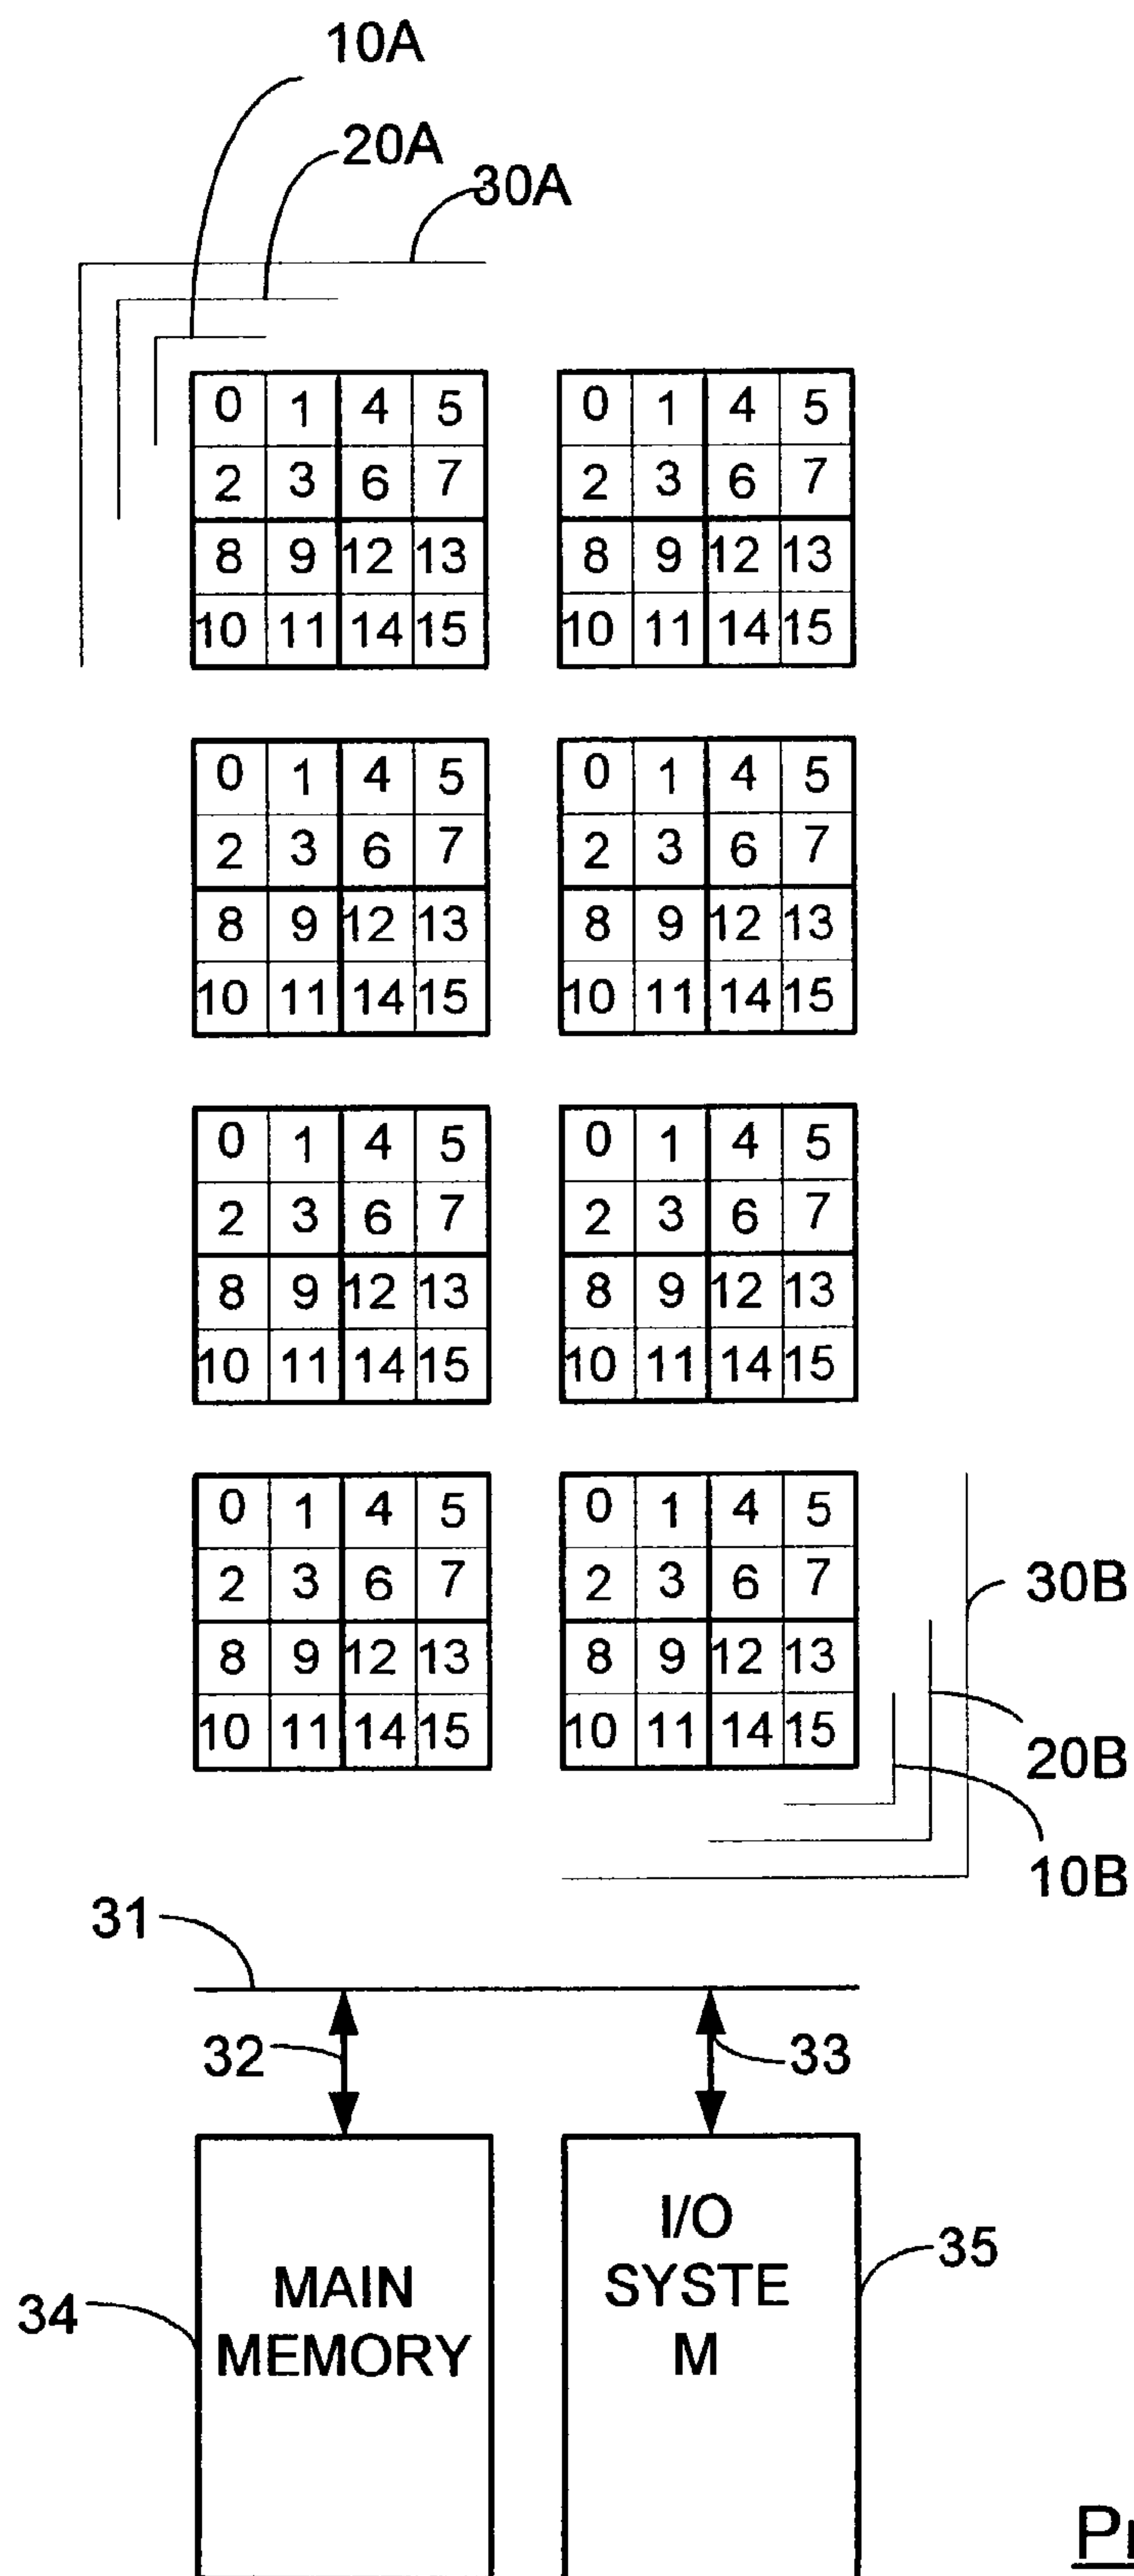 10A
20A
30A
0 1 4 5 0 1 4 5
2 3 6 7 2 3 6 7
8 9 12 13 8 9 12 13
10 11 14 15 10 11 14 15
0 1 4 5 0 1 4 5
2 3 6 7 2 3 6 7
8 9 12 13 8 9 12 13
10 11 14 15 10 11 14 15
0 1 4 5 0 1 4 5
2 3 6 7 2 3 6 7
8 9 12 13 8 9 12 13
10 11 14 15 10 11 14 15
0 1 4 5 0 1 4 5
2 3 6 7 2 3 6 7
8 9 12 13 8 9 12 13
10 11 14 15 10 11 14 15
30B
20B
10B
31
32
33
MAIN
MEMORY
I/O
SYSTE
M
34
35